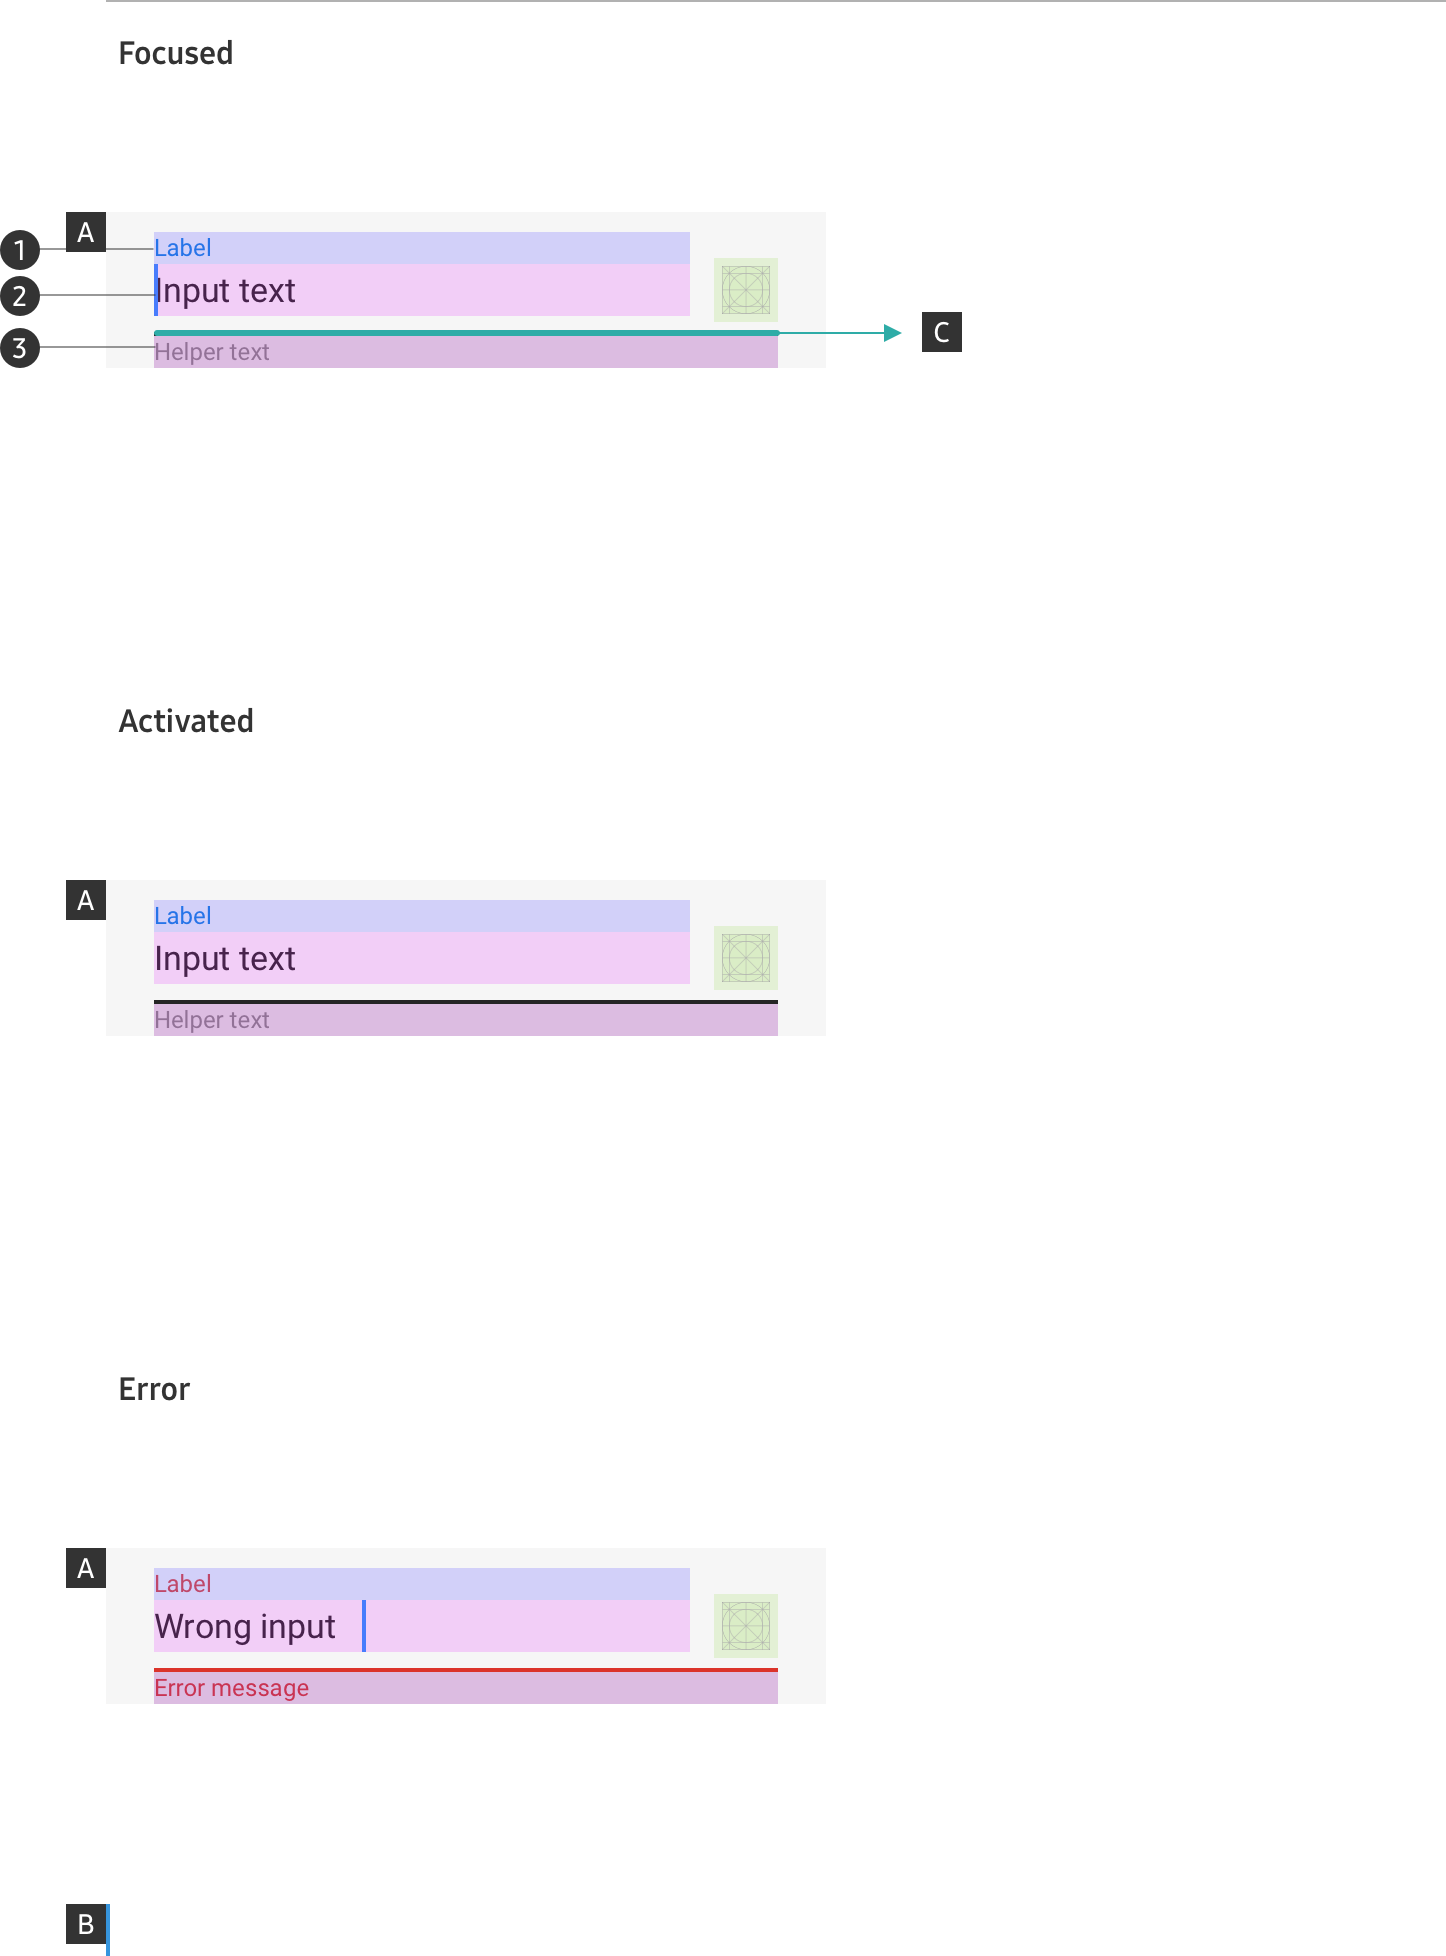 Focused
A
1
Label
2
Input text
C
3
Helper text
Activated
A
Label
Input text
Helper text
Error
A
Label
Wrong input
Error message
B